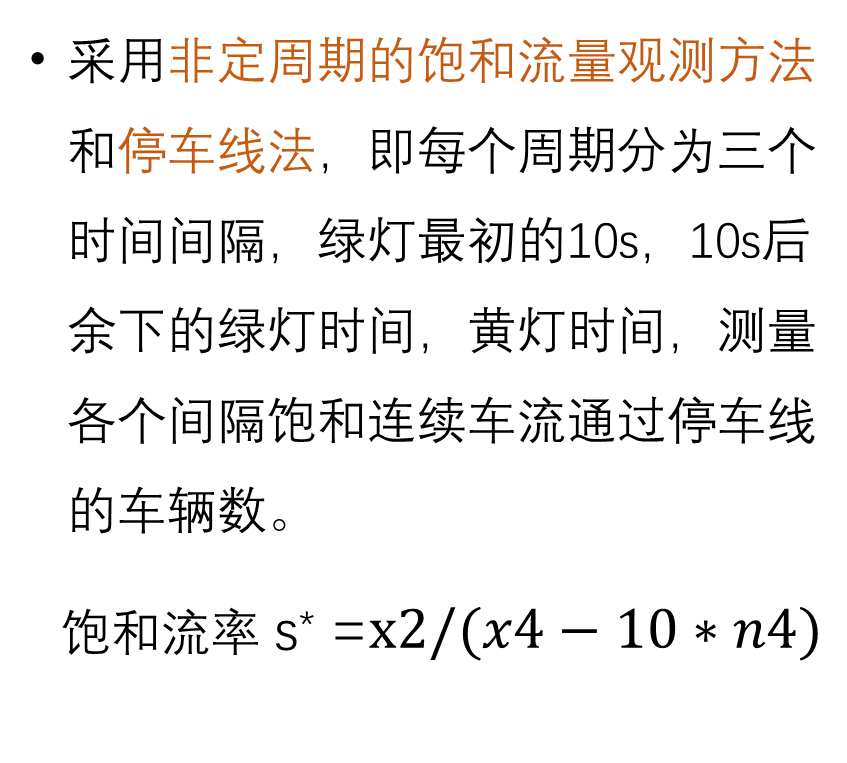 • 采用非定周期的饱和流量观测方法
和停车线法，即每个周期分为三个
时间间隔，绿灯最初的10s，10s后
余下的绿灯时间，黄灯时间，测量
各个间隔饱和连续车流通过停车线
的车辆数。
饱和流率 s* =x2/(x4 − 10 * n4)